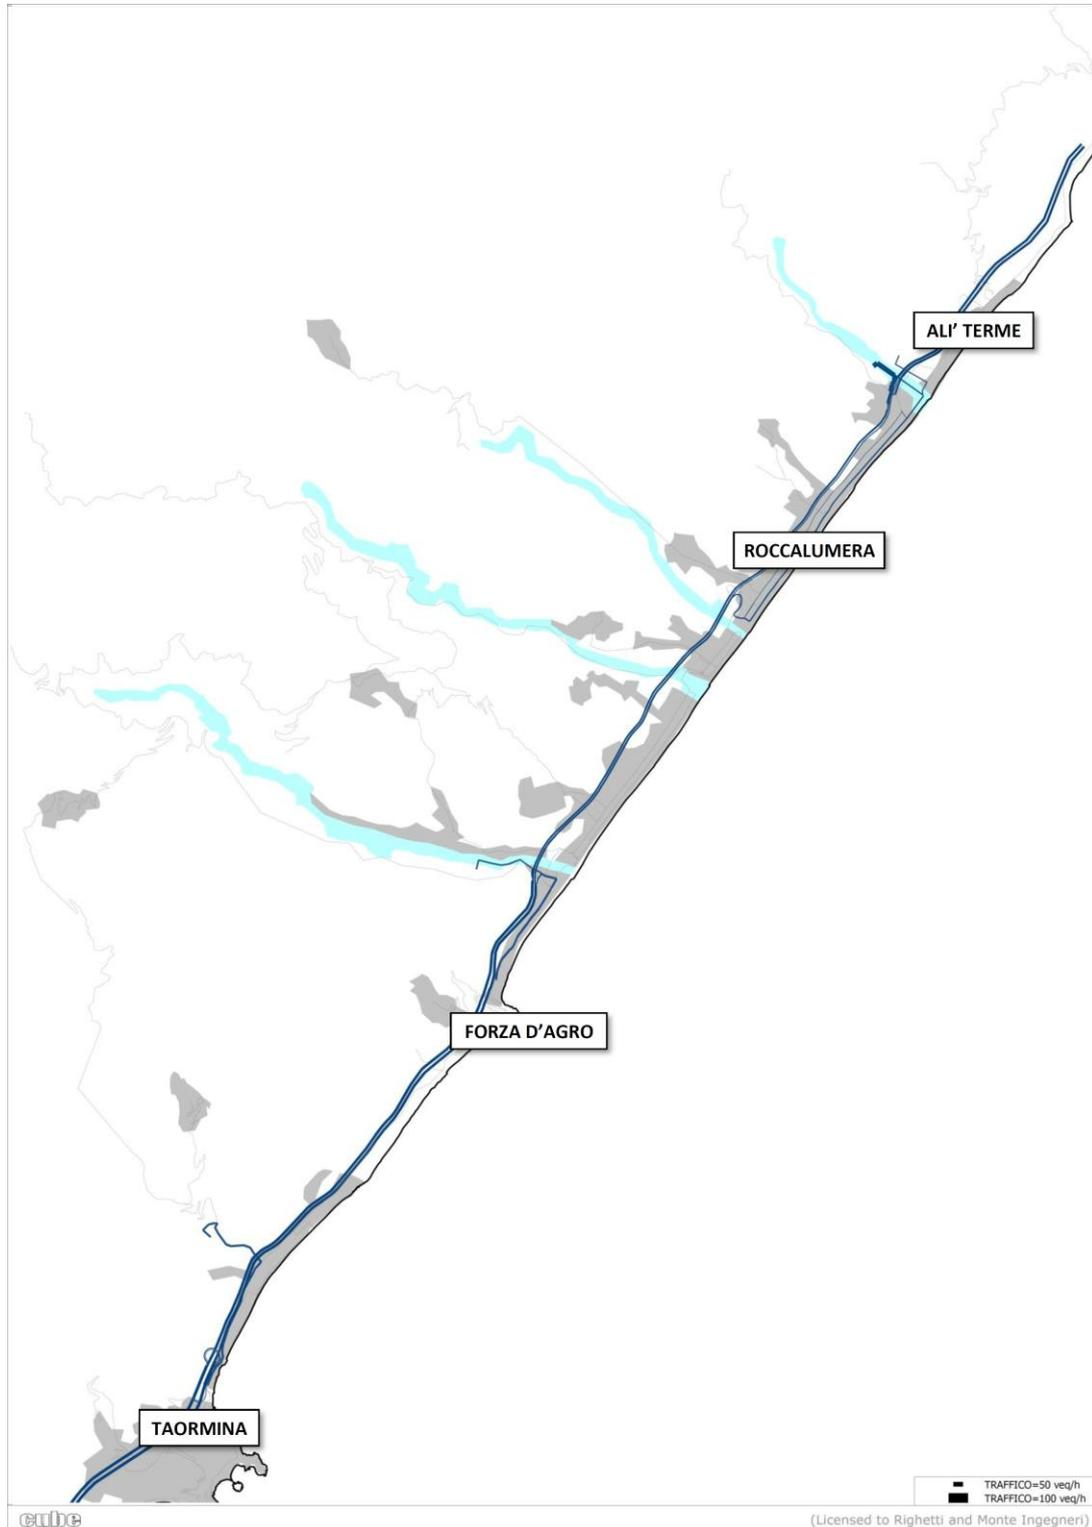 ALI' TERME
ROCCALUMERA
FORZA D'AGRO
TAORMINA
TRAFFICO=50 veq/h
TRAFFICO=100 veq/h
cube
(Licensed to Righetti and Monte Ingegneri)